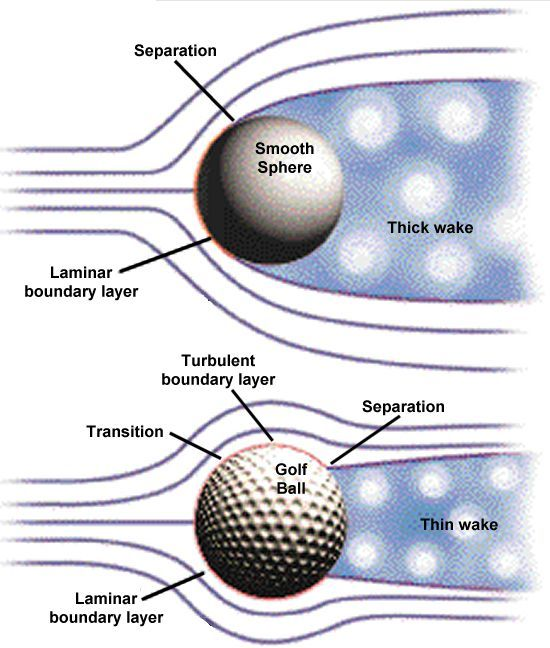 Separation
Smooth
Sphere
Thick wake
Laminar
boundary layer
Turbulent
boundary layer
Separation
Transition
Golf
Ball
Thin wake
Laminar
boundary layer